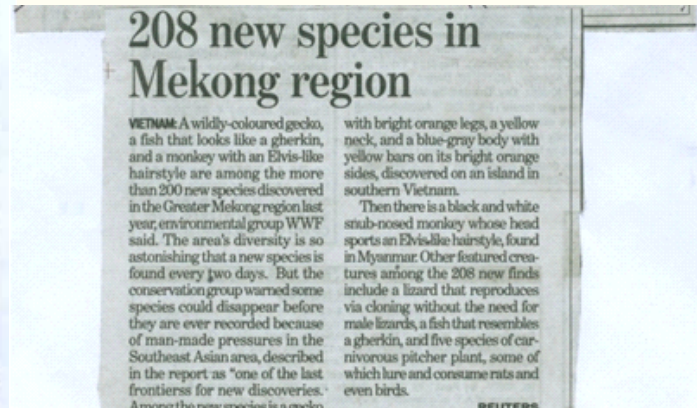 208 new species in
Mekong region
VIETNAM: A wildly-coloured gecko,
a fish that looks like a gherkin,
and a monkey with an Elvis-like
hairstyle are among the more
than 200 new species discovered
in the Greater Mekong region last
year, environmental group WWF
said. The area's diversity is so
astonishing that a new species is
found every two days. But the
conservation group warned some
species could disappear before
they are ever recorded because
of man-made pressures in the
Southeast Asian area, described
in the report as "one of the last
frontierss for new discoveries.
Among the new species is a gecko
with bright orange legs, a yellow
neck, and a blue-gray body with
yellow bars on its bright orange
sides, discovered on an island in
southern Vietnam.
Then there is a black and white
snub-nosed monkey whose head
sports an Elvis-like hairstyle, found
in Myanmar. Other featured crea-
tures among the 208 new finds
include a lizard that reproduces
via cloning without the need for
male lizards, a fish that resembles
a gherkin, and five species of car-
nivorous pitcher plant, some of
which lure and consume rats and
even birds.
REUTERS